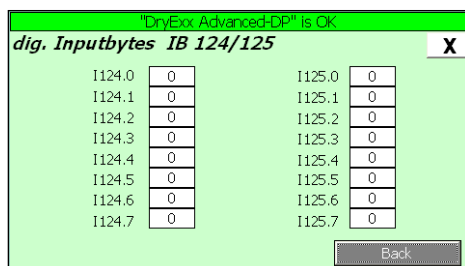 "DryExx Advanced-DP" is OK
dig. Inputbytes IB 124/125 X
I124.0 0 I125.0 0
I124.1 0 I125.1 0
I124.2 0 I125.2 0
I124.3 0 I125.3 0
I124.4 0 I125.4 0
I124.5 0 I125.5 0
I124.6 0 I125.6 0
I124.7 0 I125.7 0
Back